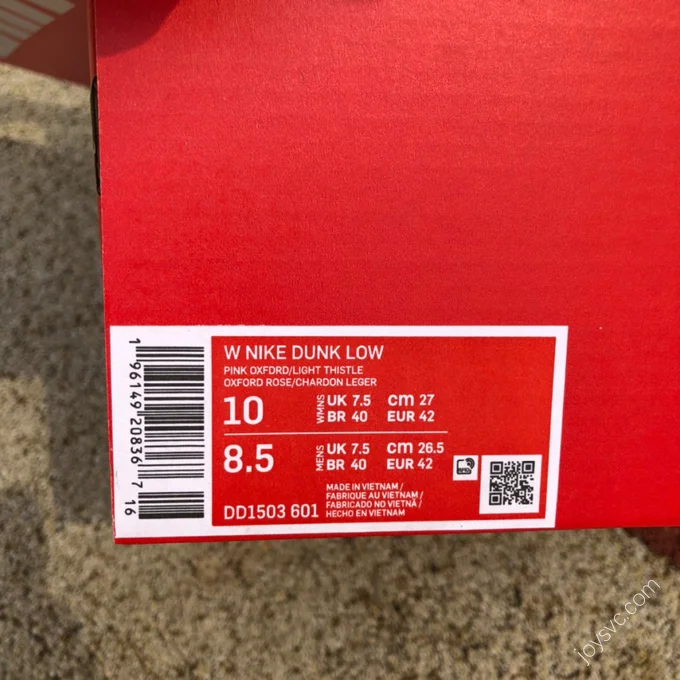 W NIKE DUNK LOW
PINK OXFDRD/LIGHT THISTLE
OXFORD ROSE/CHARDON LEGER
10 WMNS UK 7.5 cm 27
BR 40 EUR 42
8.5 MENS UK 7.5 cm 26.5
BR 40 EUR 42
DD1503 601
MADE IN VIETNAM /
FABRIQUE AU VIETNAM /
FABRICADO NO VIETNÃ /
HECHO EN VIETNAM
1 96149 20836 7 16
joysvc.com